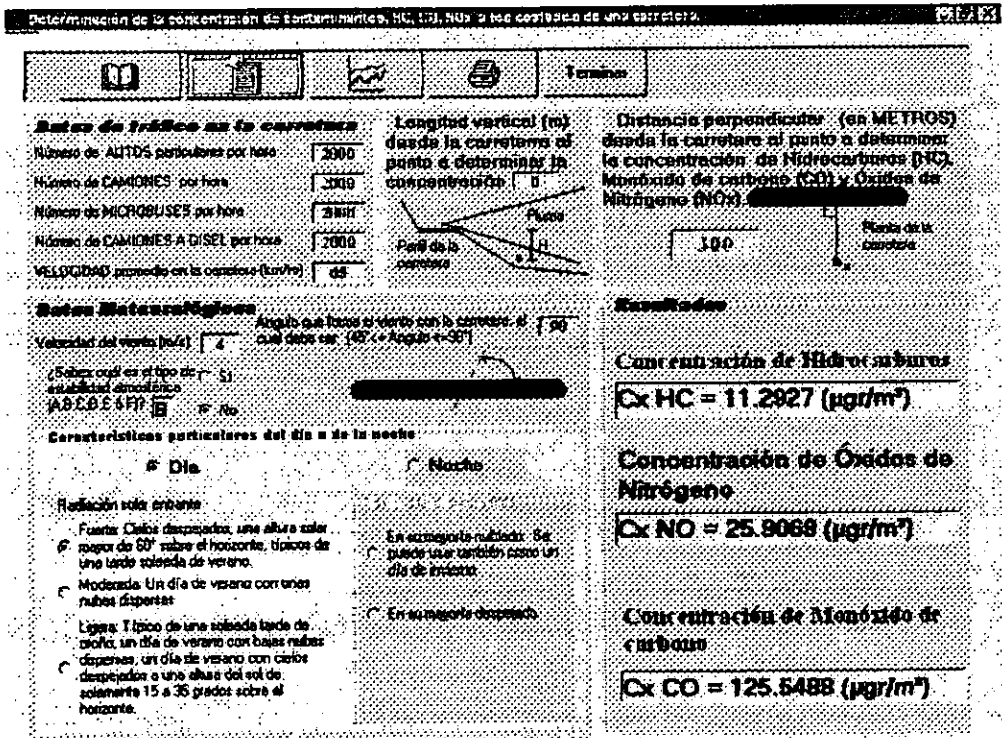 Determinación de la concentración de contaminantes, HC, CO, NOx a los costados de una carretera.
Terminar
Datos de tráfico en la carretera
Número de AUTOS particulares por hora 2000
Número de CAMIONES por hora 2000
Número de MICROBUSES por hora
Número de CAMIONES A DISEL por hora 2000
VELOCIDAD promedio en la carretera (km/hr)
Longitud vertical (m)
desde la carreterra al
punto a determinar la
concentración 0
Pluma
Perfil de la
carretera
H
Distancia perpendicular (en METROS)
desde la carretera al punto a determinar
la concentración de Hidrocarburos (HC),
Monóxido de carbono (CO) y Óxidos de
Nitrógeno (NOx).
300
Planta de la
carretera
Datos Meteorológicos
Velocidad del viento [m/s] 4
Angulo que forma el viento con la carretera, el 90
cual debe ser: [45°<= Angulo <=90°]
¿Sabes cuál es el tipo de Sí
estabilidad atmosférica
[A B C D E ó F]? B No
Características particulares del día o de la noche
Día
Noche
Radiación solar entrante
Fuerte: Cielos despejados, una altura solar
mayor de 60° sobre el horizonte, típicos de
una tarde soleada de verano.
Moderada: Un día de verano con unas
nubes dispersas
Ligera: Típico de una soleada tarde de
otoño, un día de verano con bajas nubes
dispersas, un día de verano con cielos
despejados a una altura del sol de
solamente 15 a 35 grados sobre el
horizonte.
En su mayoría nublado. Se
puede usar también como un
día de invierno
En su mayoría despejado
Resultados
Concentración de Hidrocarburos
Cx HC = 11.2927 (µgr/m³)
Concentración de Óxidos de
Nitrógeno
Cx NO = 25.9068 (µgr/m³)
Concentración de Monóxido de
carbono
Cx CO = 125.5488 (µgr/m³)